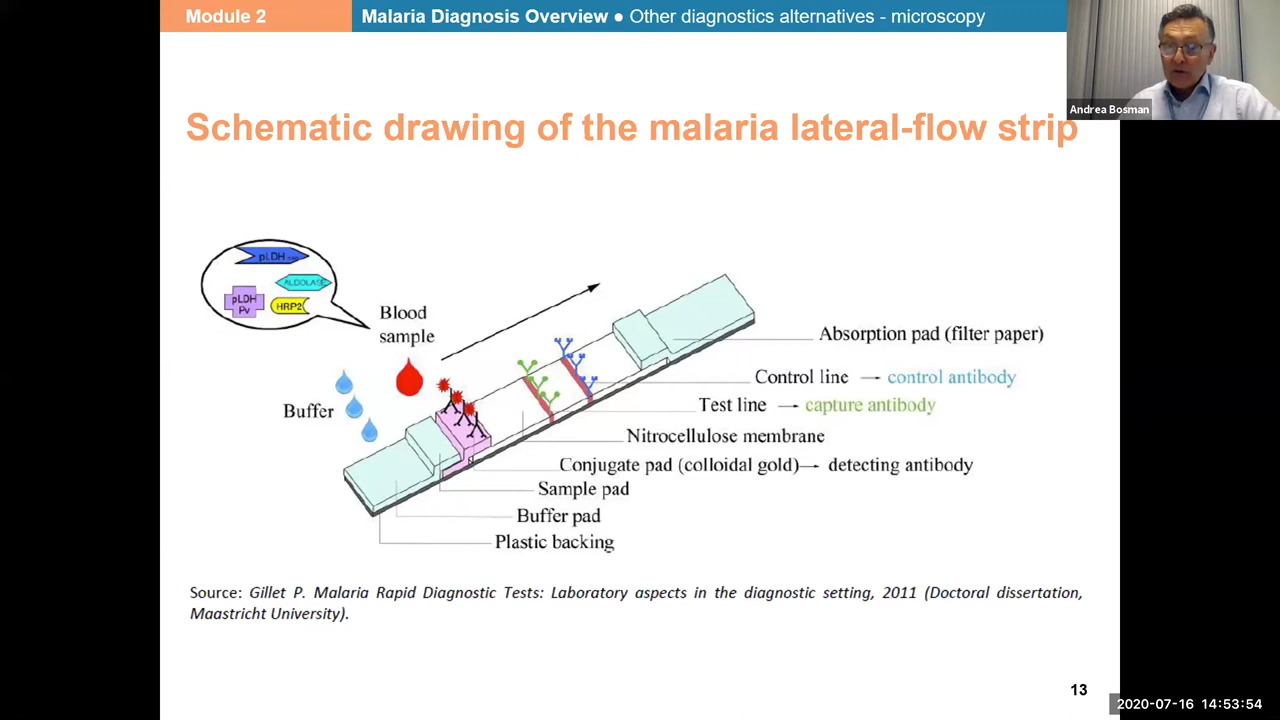 Module 2
Malaria Diagnosis Overview ● Other diagnostics alternatives - microscopy
Andrea Bosman
Schematic drawing of the malaria lateral-flow strip
pLDH
ALDOLASE
pLDH
Pv
HRP2
Blood
sample
Buffer
Absorption pad (filter paper)
Control line → control antibody
Test line → capture antibody
Nitrocellulose membrane
Conjugate pad (colloidal gold)→ detecting antibody
Sample pad
Buffer pad
Plastic backing
Source: Gillet P. Malaria Rapid Diagnostic Tests: Laboratory aspects in the diagnostic setting, 2011 (Doctoral dissertation,
Maastricht University).
13
2020-07-16 14:53:54